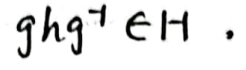 ghg⁻¹ ∈ H .